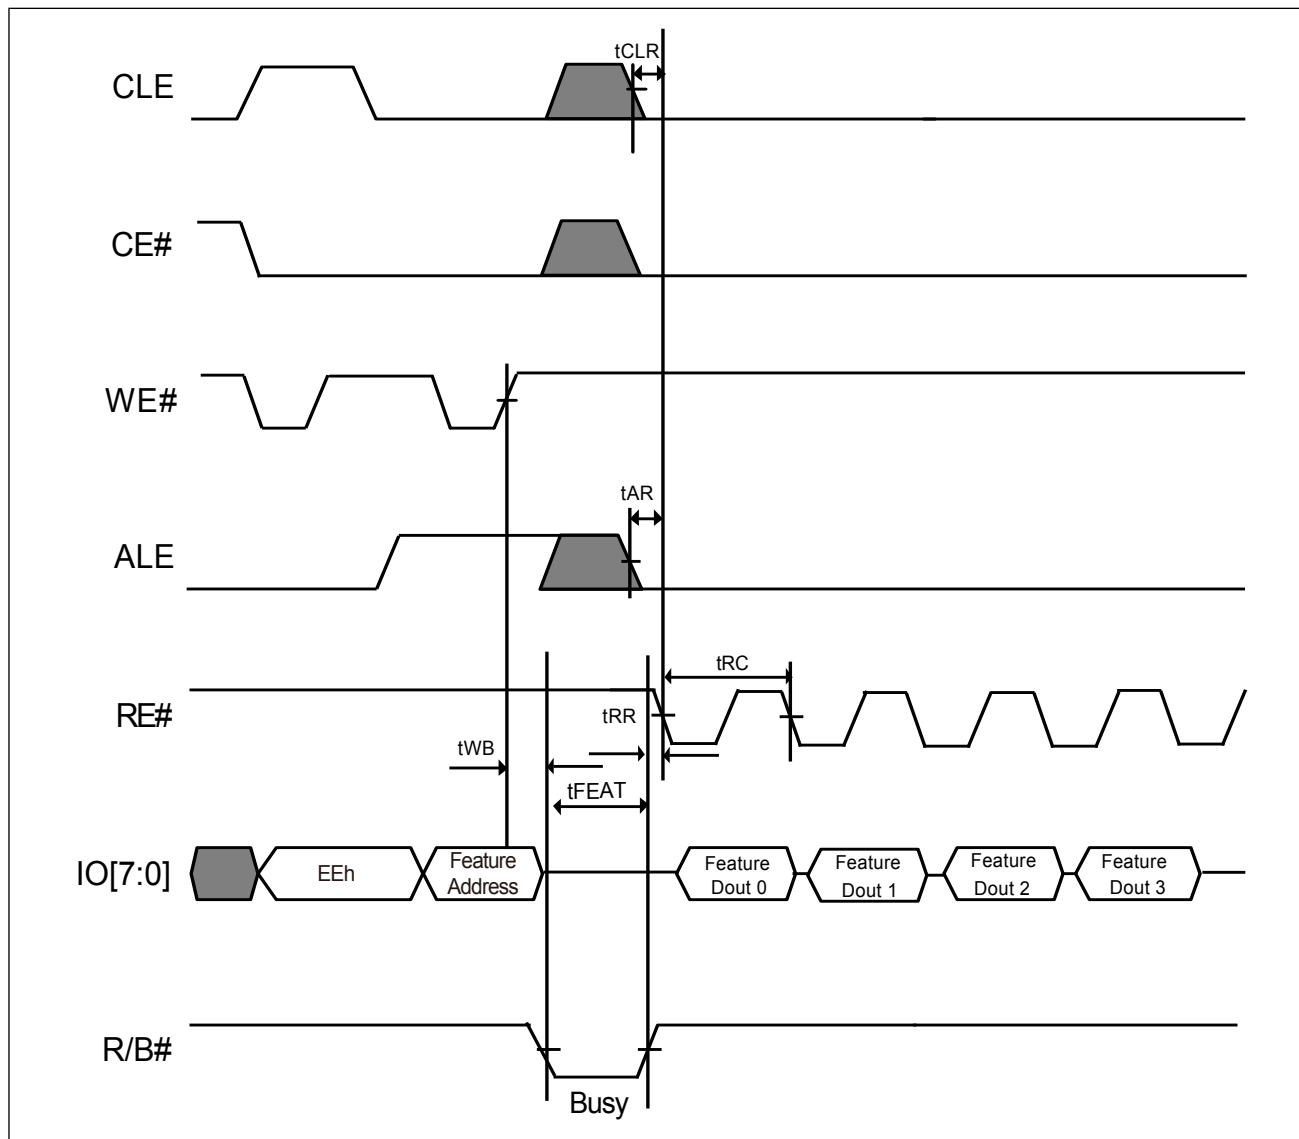 tCLR
CLE
CE#
WE#
tAR
ALE
tRC
RE#
tRR
tWB
tFEAT
IO[7:0]
EEh
Feature
Address
Feature
Dout 0
Feature
Dout 1
Feature
Dout 2
Feature
Dout 3
R/B#
Busy